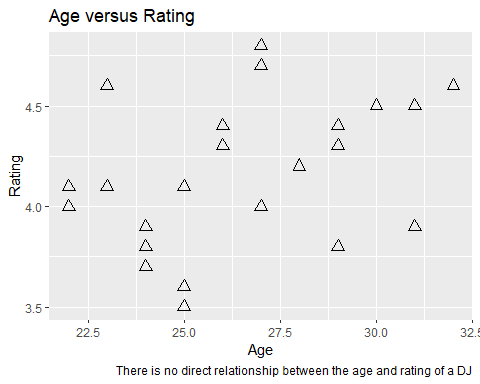 Age versus Rating
4.5
4.0
3.5
Rating
22.5 25.0 27.5 30.0 32.5
Age
There is no direct relationship between the age and rating of a DJ